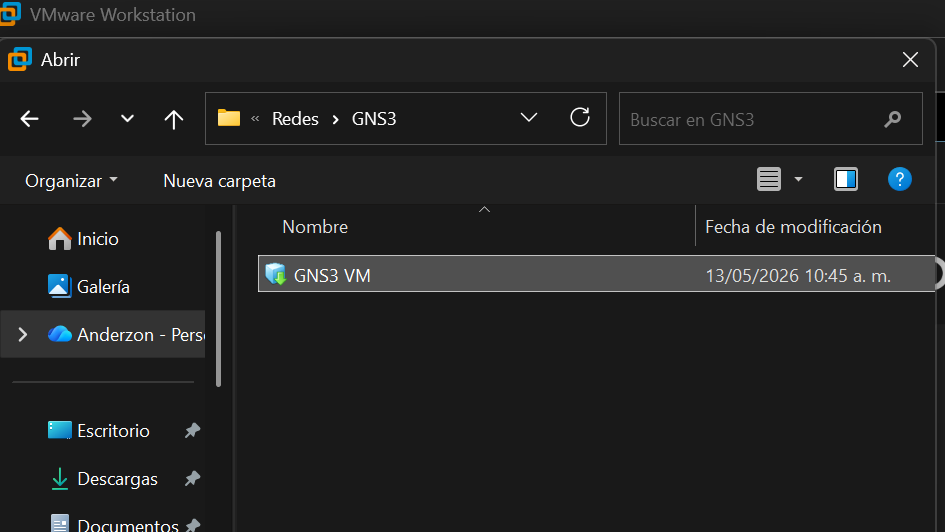 VMware Workstation
Abrir
« Redes > GNS3
Buscar en GNS3
Organizar
Nueva carpeta
?
Nombre
Fecha de modificación
Inicio
GNS3 VM
13/05/2026 10:45 a. m.
Galería
Anderzon - Pers
Escritorio
Descargas
Documentos